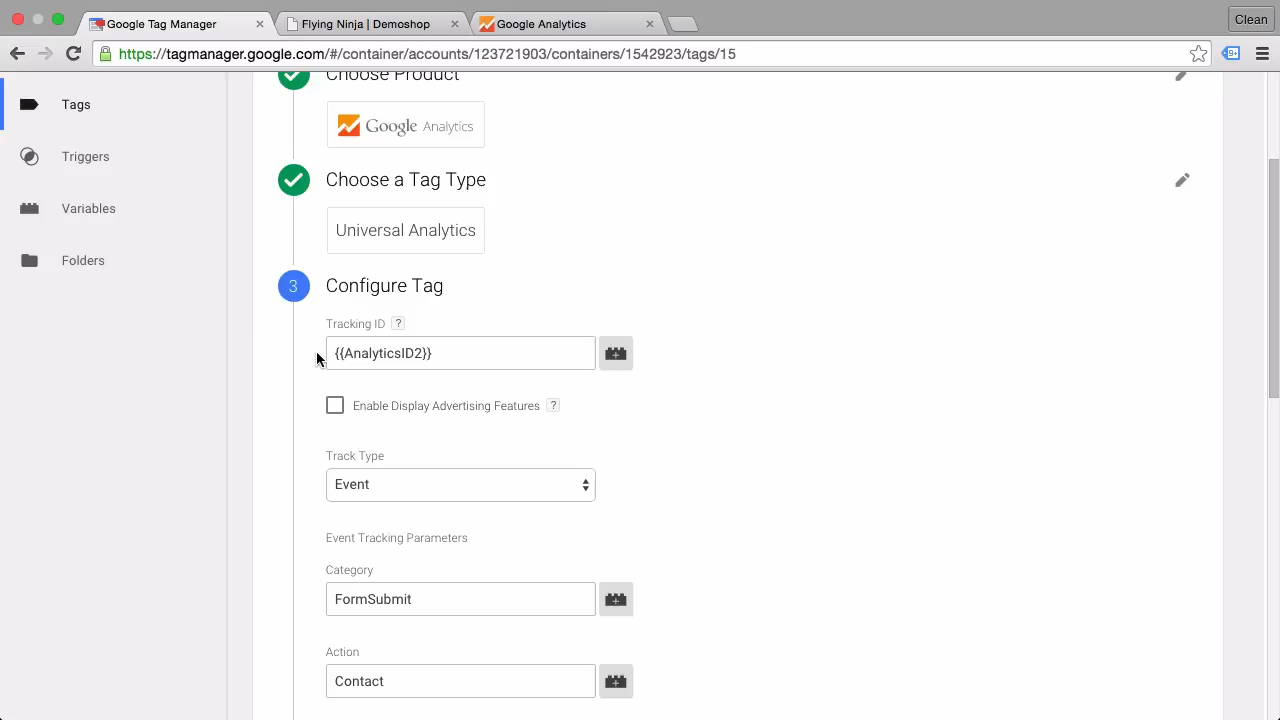 Google Tag Manager
Flying Ninja | Demoshop
Google Analytics
Clean
https://tagmanager.google.com/#/container/accounts/123721903/containers/1542923/tags/15
9+
Tags
Triggers
Variables
Folders
Choose Product
Google Analytics
Choose a Tag Type
Universal Analytics
3 Configure Tag
Tracking ID ?
{{AnalyticsID2}}
Enable Display Advertising Features ?
Track Type
Event
Event Tracking Parameters
Category
FormSubmit
Action
Contact